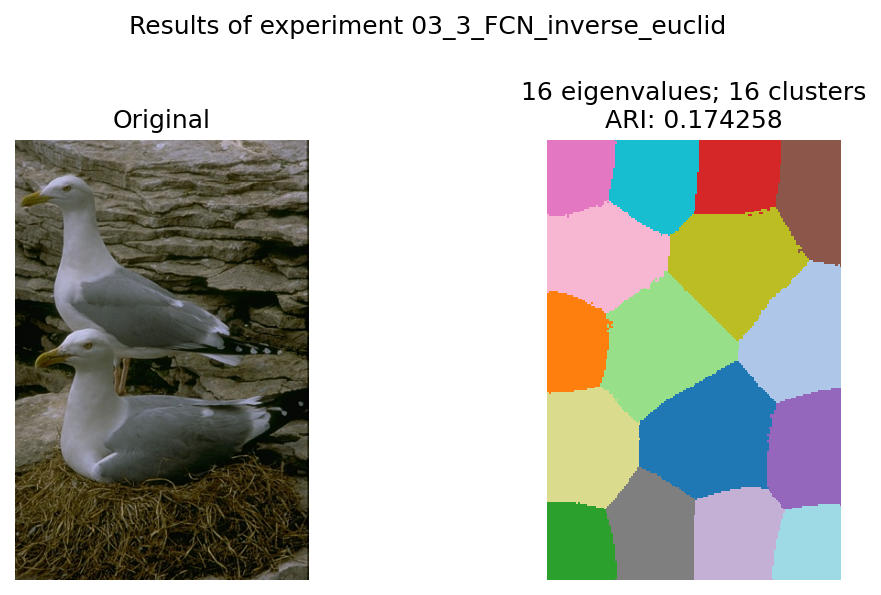 Results of experiment 03_3_FCN_inverse_euclid
Original
16 eigenvalues; 16 clusters
ARI: 0.174258